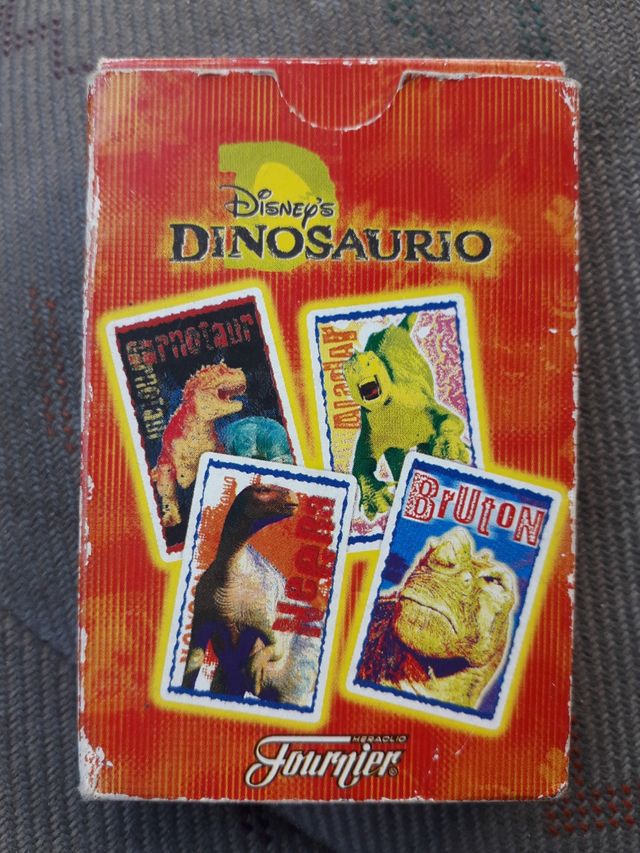 Disney's
DINOSAURIO
Carnotaur
Aladar
Neera
BrUtoN
HERACLIO
Fournier